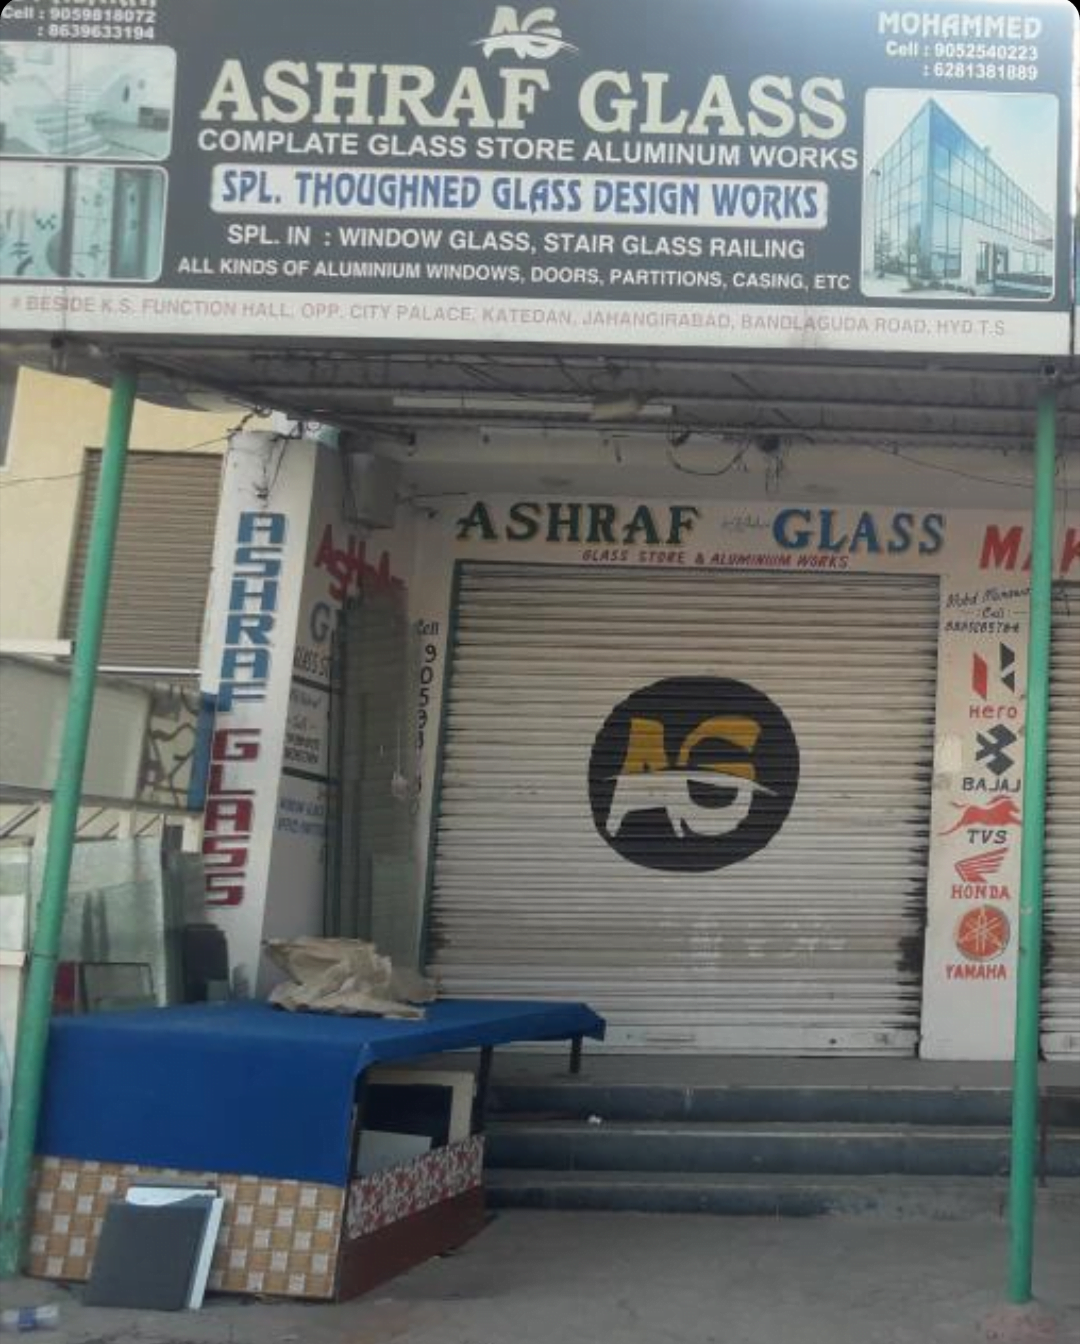 Cell : 9059818072
: 8639633194
AG
MOHAMMED
Cell : 9052540223
: 6281381889
ASHRAF GLASS
COMPLATE GLASS STORE ALUMINUM WORKS
SPL. THOUGHNED GLASS DESIGN WORKS
SPL. IN : WINDOW GLASS, STAIR GLASS RAILING
ALL KINDS OF ALUMINIUM WINDOWS, DOORS, PARTITIONS, CASING, ETC
# BESIDE K.S. FUNCTION HALL, OPP. CITY PALACE, KATEDAN, JAHANGIRABAD, BANDLAGUDA ROAD, HYD T.S
ASHRAF GLASS
GLASS STORE & ALUMINIUM WORKS
ASHRAF
GLASS
Cell
AG
Cell
Hero
BAJAJ
TVS
HONDA
YAMAHA